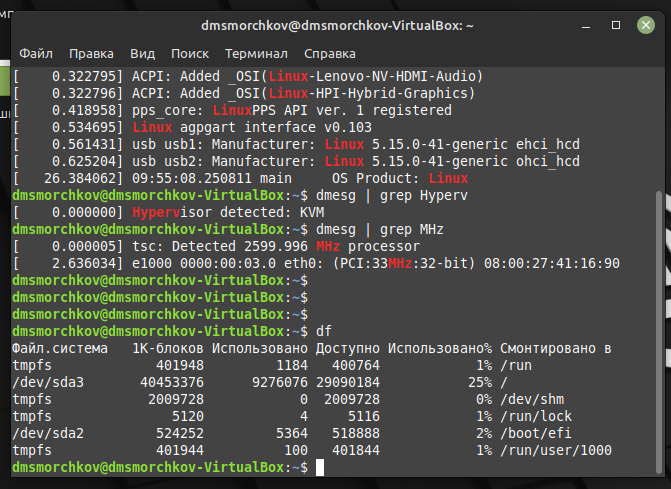 dmsmorchkov@dmsmorchkov-VirtualBox: ~
Файл Правка Вид Поиск Терминал Справка
[    0.322795] ACPI: Added _OSI(Linux-Lenovo-NV-HDMI-Audio)
[    0.322796] ACPI: Added _OSI(Linux-HPI-Hybrid-Graphics)
[    0.418958] pps_core: LinuxPPS API ver. 1 registered
[    0.534695] Linux agpgart interface v0.103
[    0.561431] usb usb1: Manufacturer: Linux 5.15.0-41-generic ehci_hcd
[    0.625204] usb usb2: Manufacturer: Linux 5.15.0-41-generic ohci_hcd
[   26.384062] 09:55:08.250811 main     OS Product: Linux
dmsmorchkov@dmsmorchkov-VirtualBox:~$ dmesg | grep Hyperv
[    0.000000] Hypervisor detected: KVM
dmsmorchkov@dmsmorchkov-VirtualBox:~$ dmesg | grep MHz
[    0.000005] tsc: Detected 2599.996 MHz processor
[    2.636034] e1000 0000:00:03.0 eth0: (PCI:33MHz:32-bit) 08:00:27:41:16:90
dmsmorchkov@dmsmorchkov-VirtualBox:~$
dmsmorchkov@dmsmorchkov-VirtualBox:~$
dmsmorchkov@dmsmorchkov-VirtualBox:~$
dmsmorchkov@dmsmorchkov-VirtualBox:~$ df
Файл.система   1K-блоков Использовано Доступно Использовано% Смонтировано в
tmpfs             401948         1184   400764            1% /run
/dev/sda3       40453376      9276076 29090184           25% /
tmpfs            2009728            0  2009728            0% /dev/shm
tmpfs               5120            4     5116            1% /run/lock
/dev/sda2         524252         5364   518888            2% /boot/efi
tmpfs             401944          100   401844            1% /run/user/1000
dmsmorchkov@dmsmorchkov-VirtualBox:~$